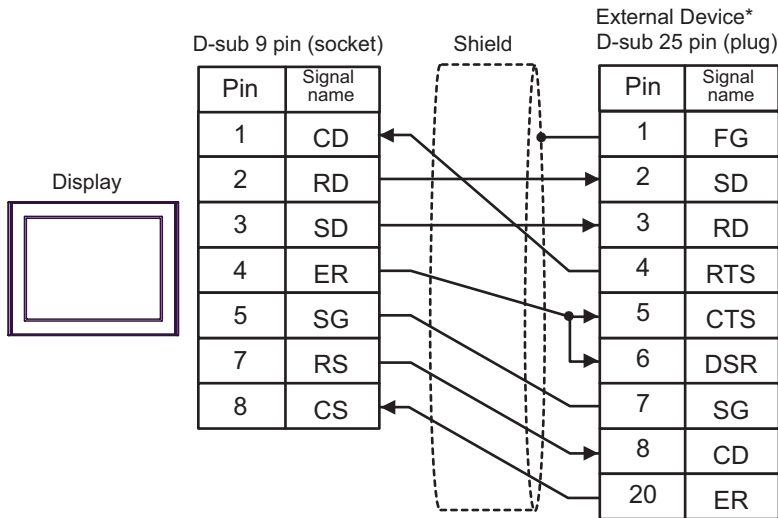 External Device*
D-sub 9 pin (socket)
Shield
D-sub 25 pin (plug)
Display
Pin Signal name
1 CD
2 RD
3 SD
4 ER
5 SG
7 RS
8 CS
Pin Signal name
1 FG
2 SD
3 RD
4 RTS
5 CTS
6 DSR
7 SG
8 CD
20 ER